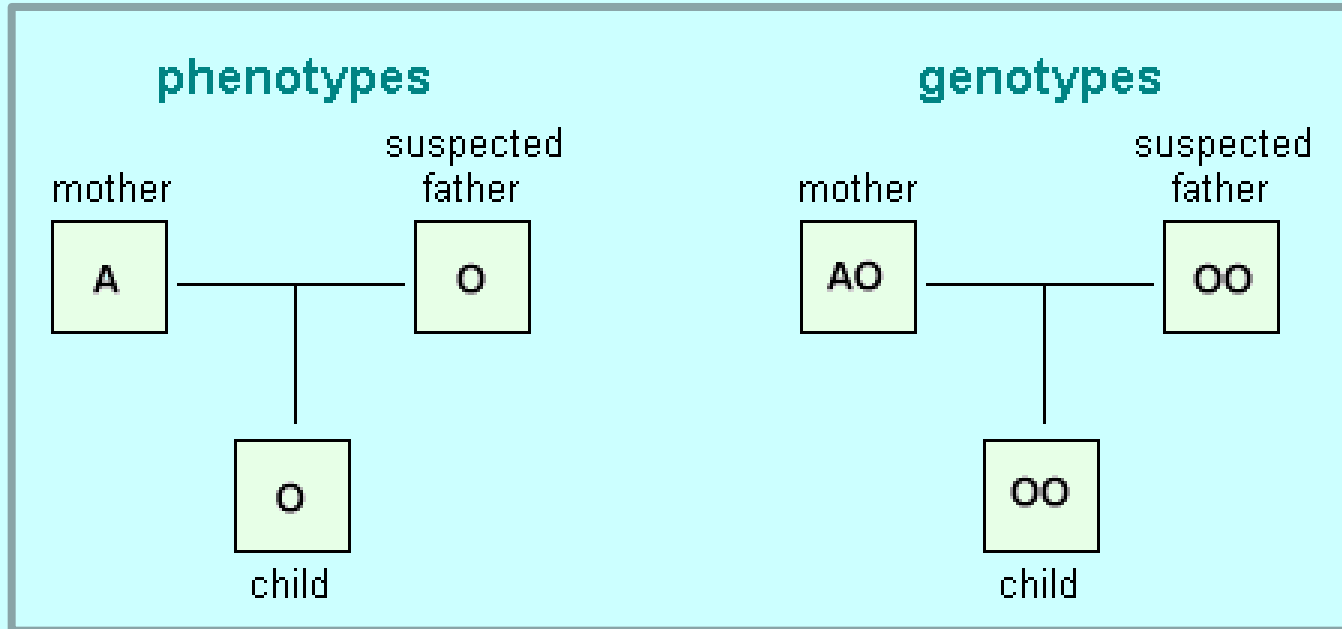 phenotypes
mother
suspected
father
A
O
O
child
genotypes
mother
suspected
father
AO
OO
OO
child